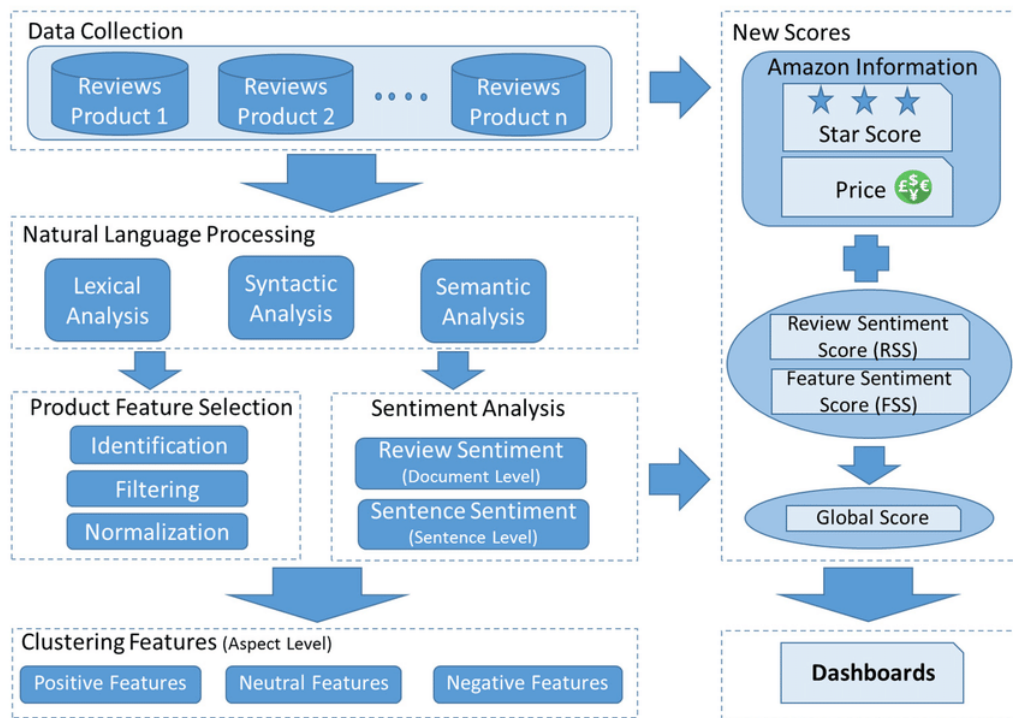 Data Collection
Reviews
Product 1
Reviews
Product 2
Reviews
Product n
Natural Language Processing
Lexical
Analysis
Syntactic
Analysis
Semantic
Analysis
Product Feature Selection
Identification
Filtering
Normalization
Sentiment Analysis
Review Sentiment
(Document Level)
Sentence Sentiment
(Sentence Level)
Clustering Features (Aspect Level)
Positive Features
Neutral Features
Negative Features
New Scores
Amazon Information
Star Score
Price £$€¥
Review Sentiment
Score (RSS)
Feature Sentiment
Score (FSS)
Global Score
Dashboards